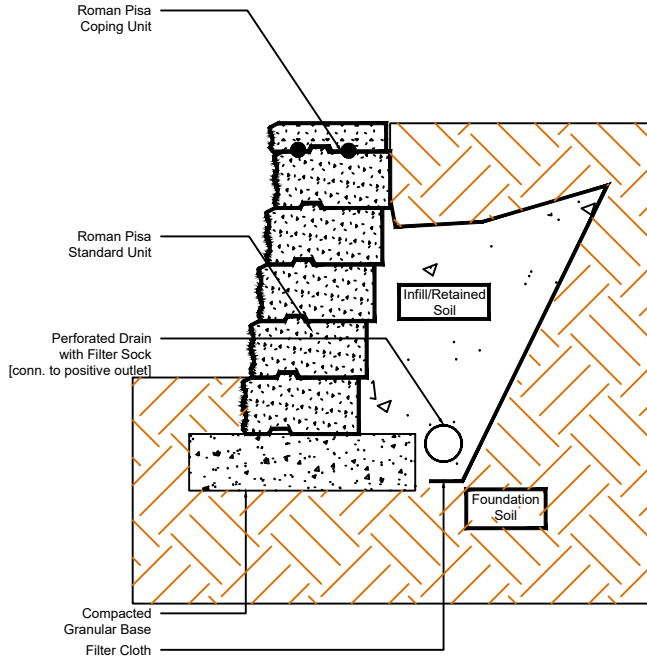 Roman Pisa
Coping Unit
Roman Pisa
Standard Unit
Infill/Retained
Soil
Perforated Drain
with Filter Sock
[conn. to positive outlet]
Foundation
Soil
Compacted
Granular Base
Filter Cloth